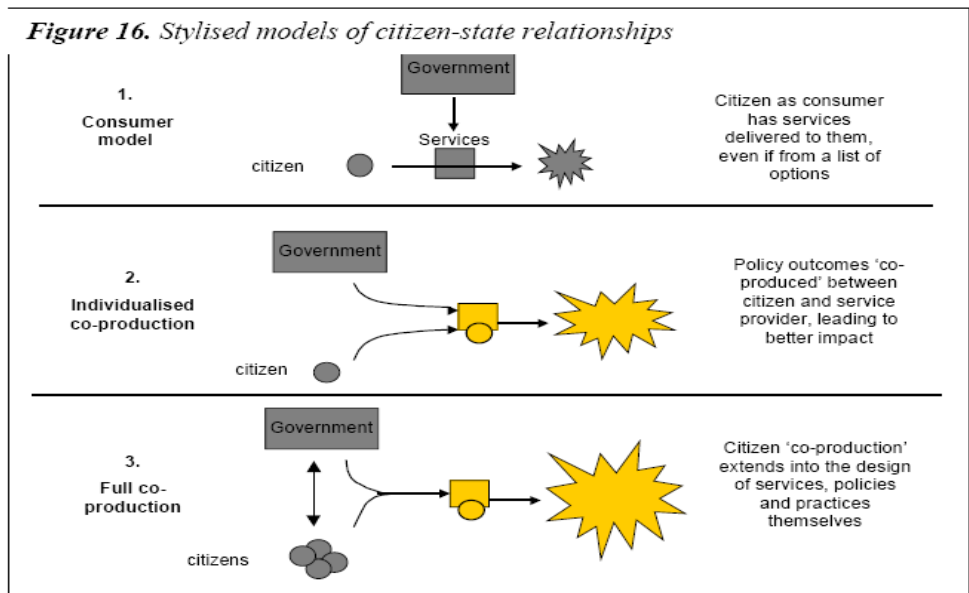 Figure 16. Stylised models of citizen-state relationships
Government
1.
Consumer
model
Services
citizen
Citizen as consumer
has services
delivered to them,
even if from a list of
options
Government
2.
Individualised
co-production
citizen
Policy outcomes ‘co-
produced’ between
citizen and service
provider, leading to
better impact
Government
3.
Full co-
production
citizens
Citizen ‘co-production’
extends into the design
of services, policies
and practices
themselves